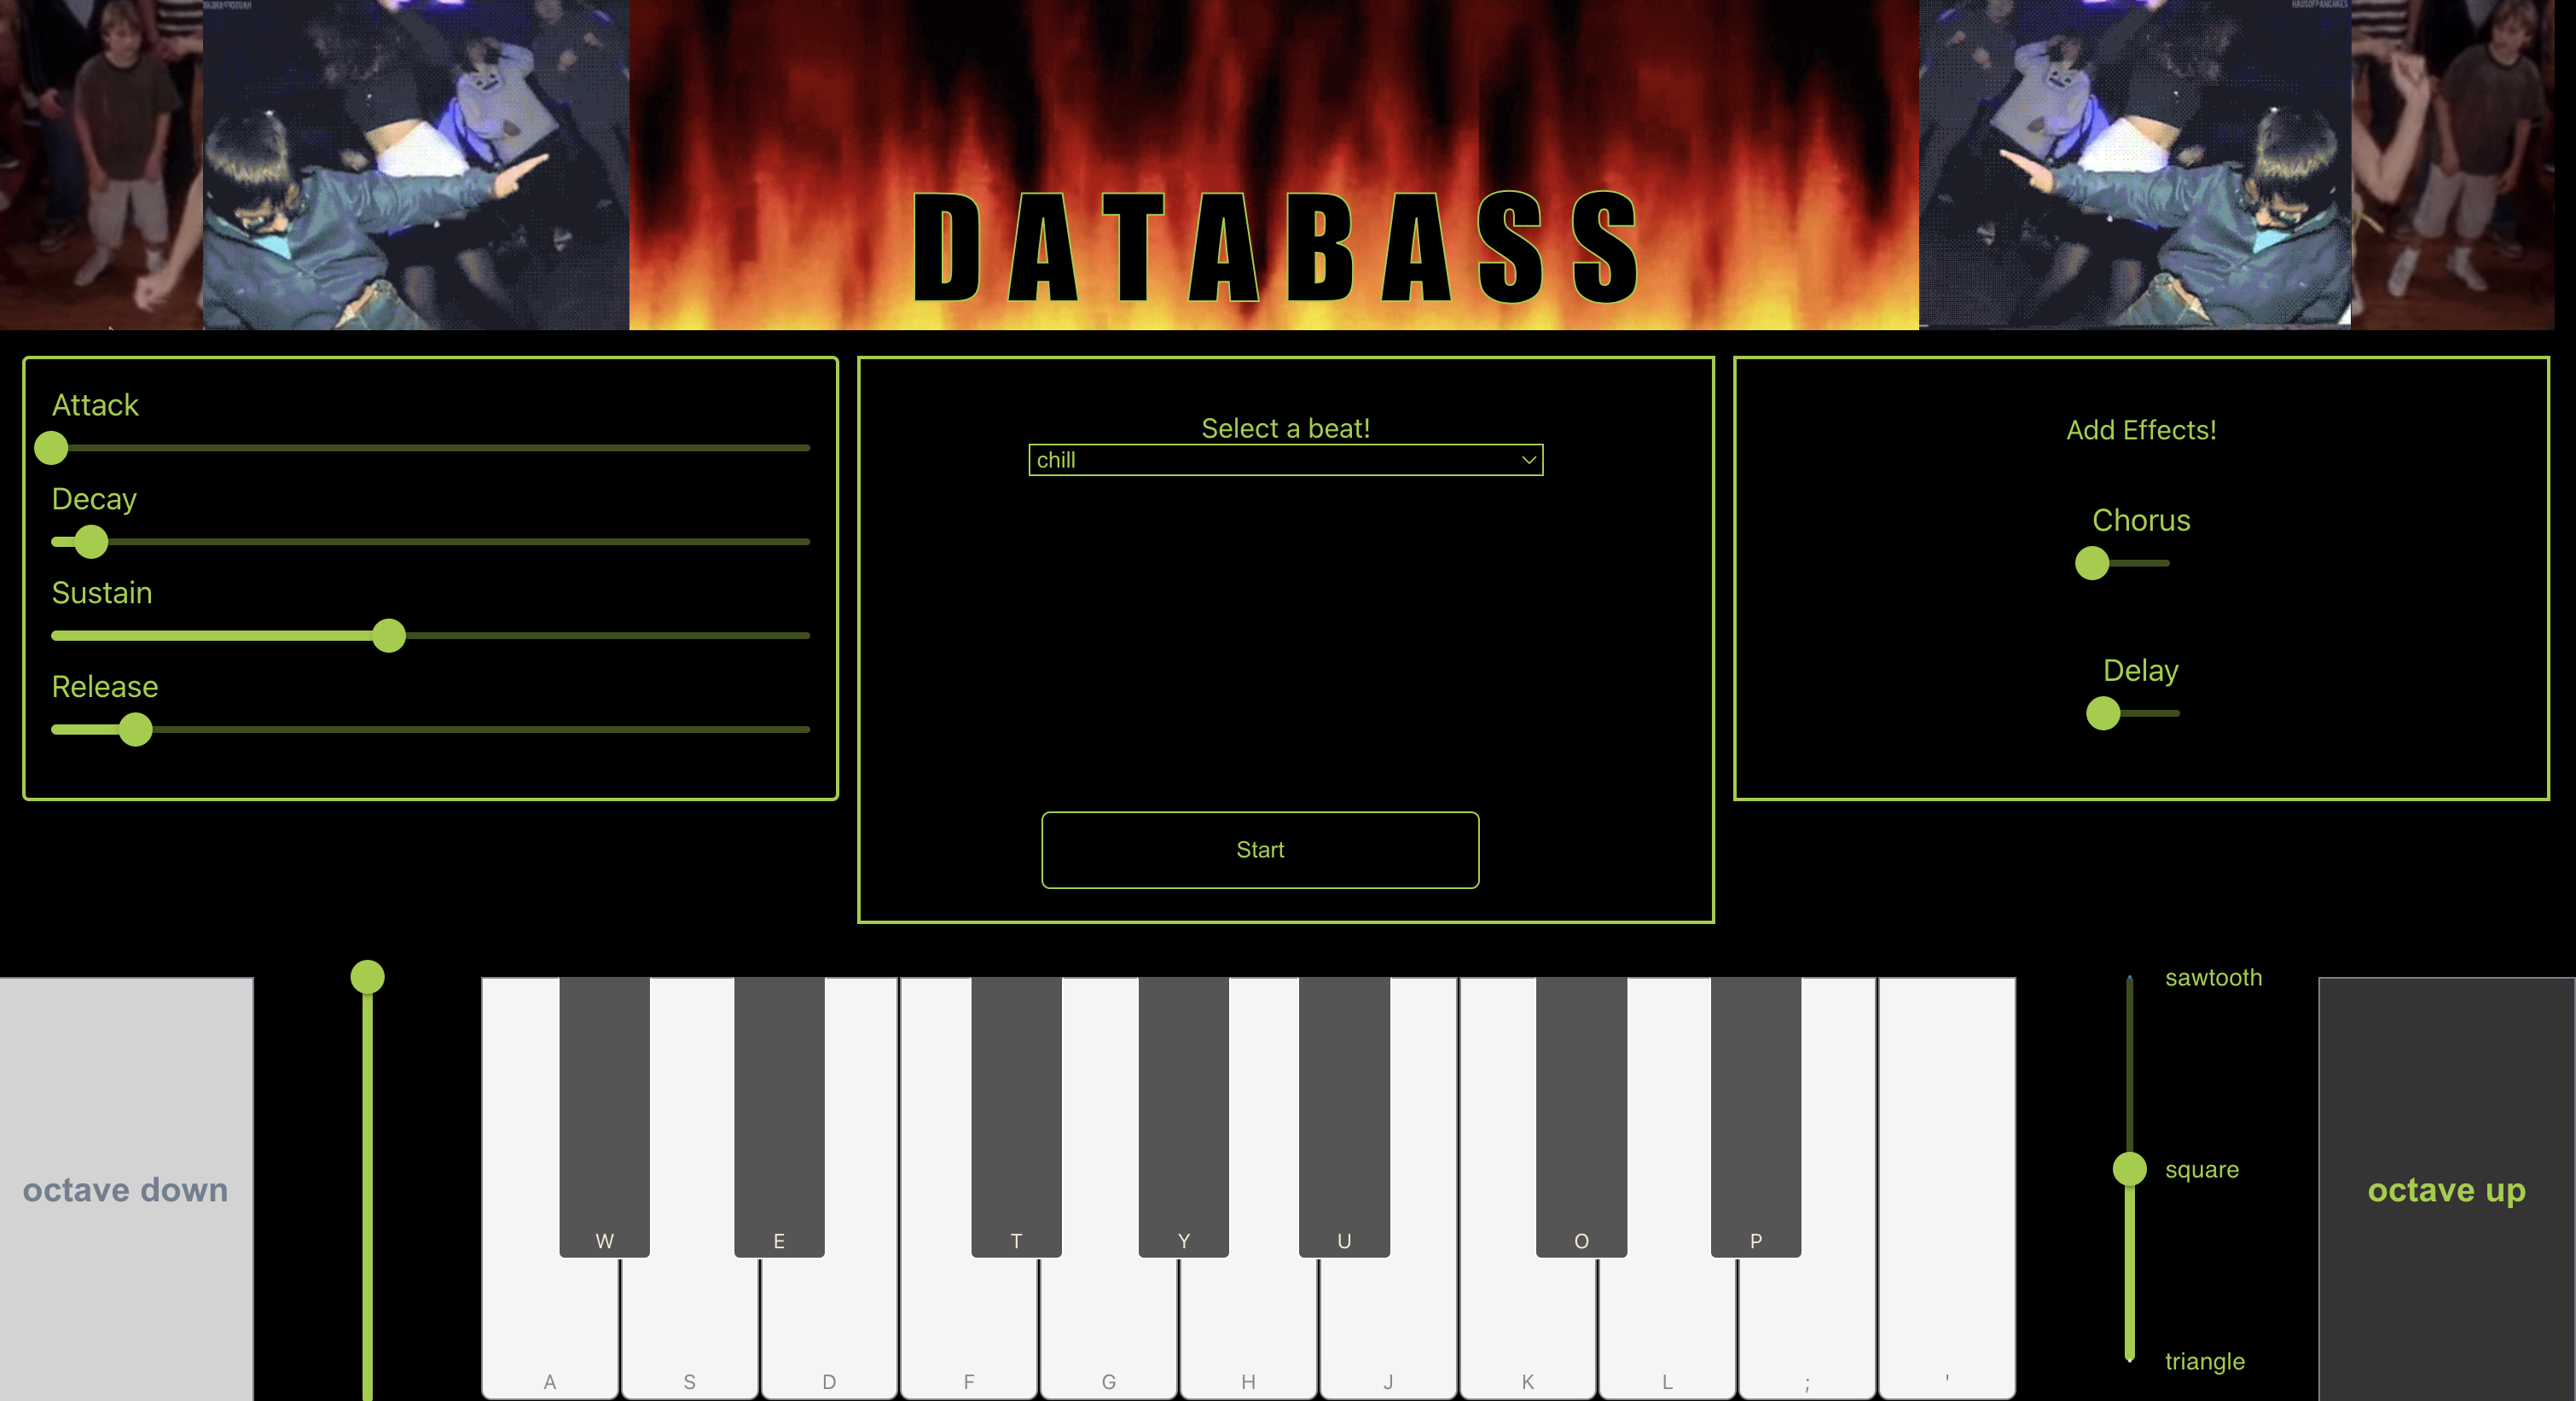 HAUSOFPANCAKES
DATABASS
Attack
Decay
Sustain
Release
Select a beat!
chill
Start
Add Effects!
Chorus
Delay
octave down
W E T Y U O P
A S D F G H J K L ; '
sawtooth
square
triangle
octave up